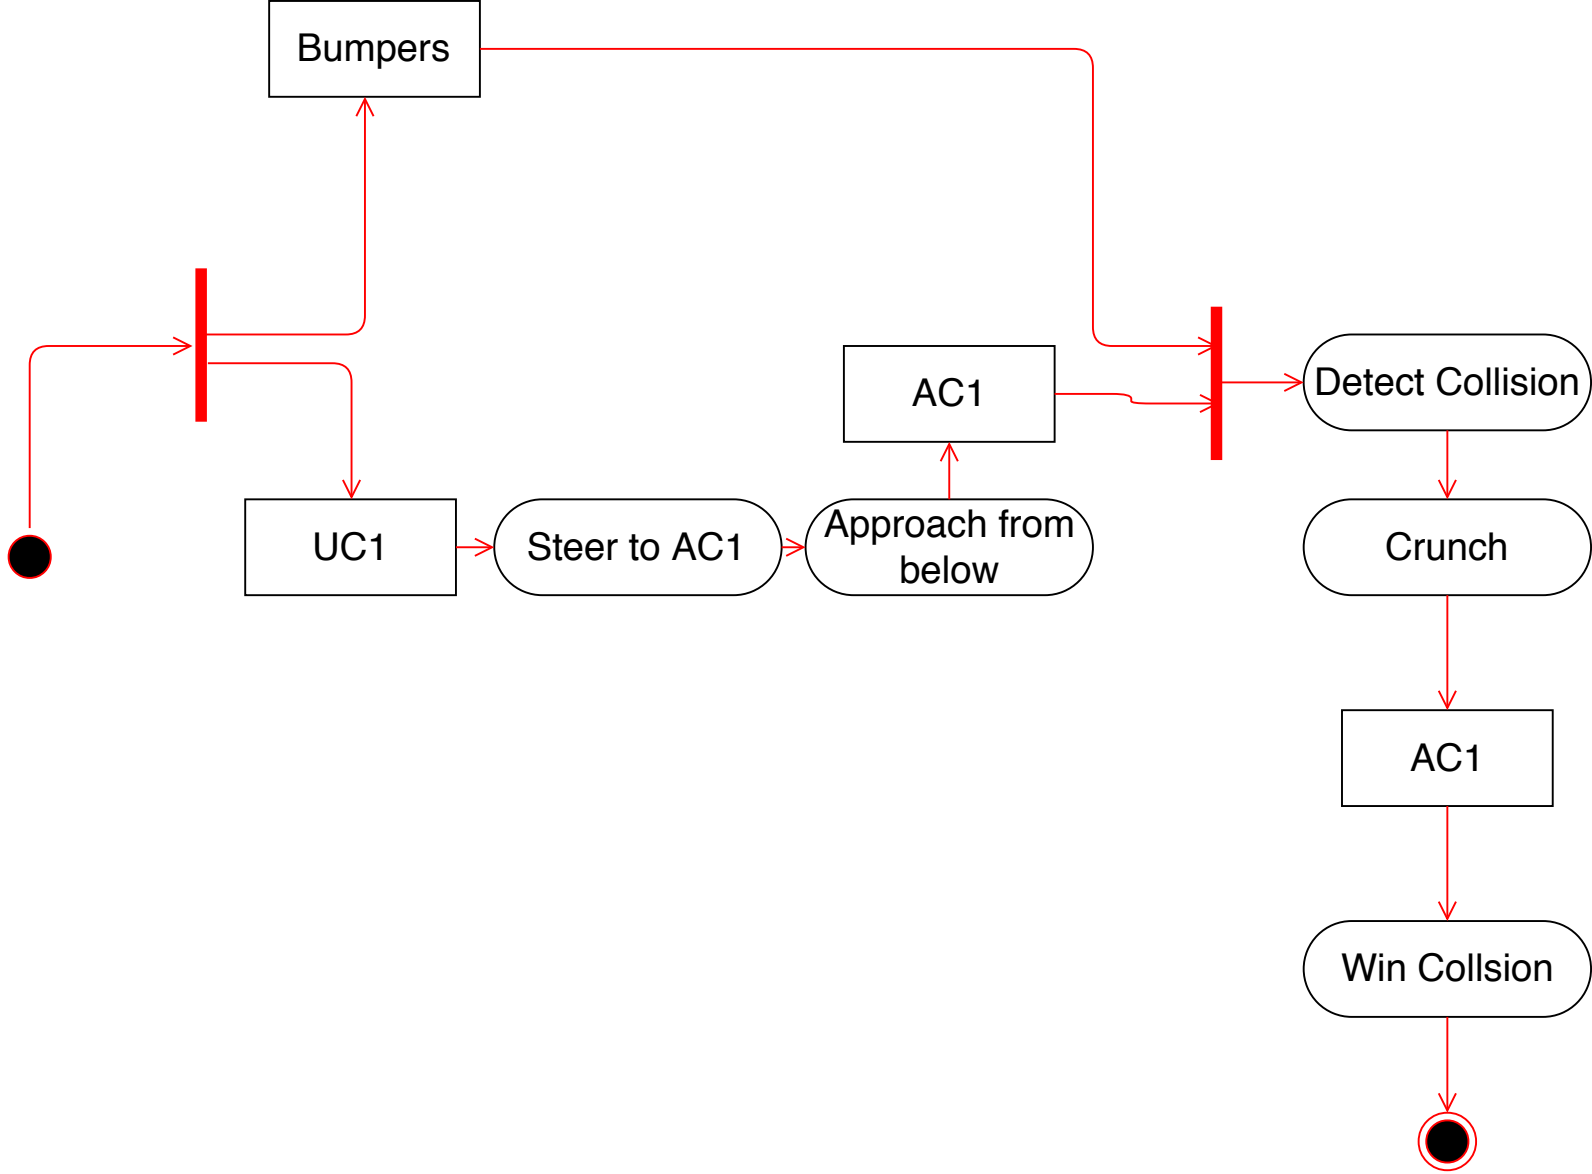 Bumpers
AC1
Detect Collision
UC1
Steer to AC1
Approach from
below
Crunch
AC1
Win Collsion